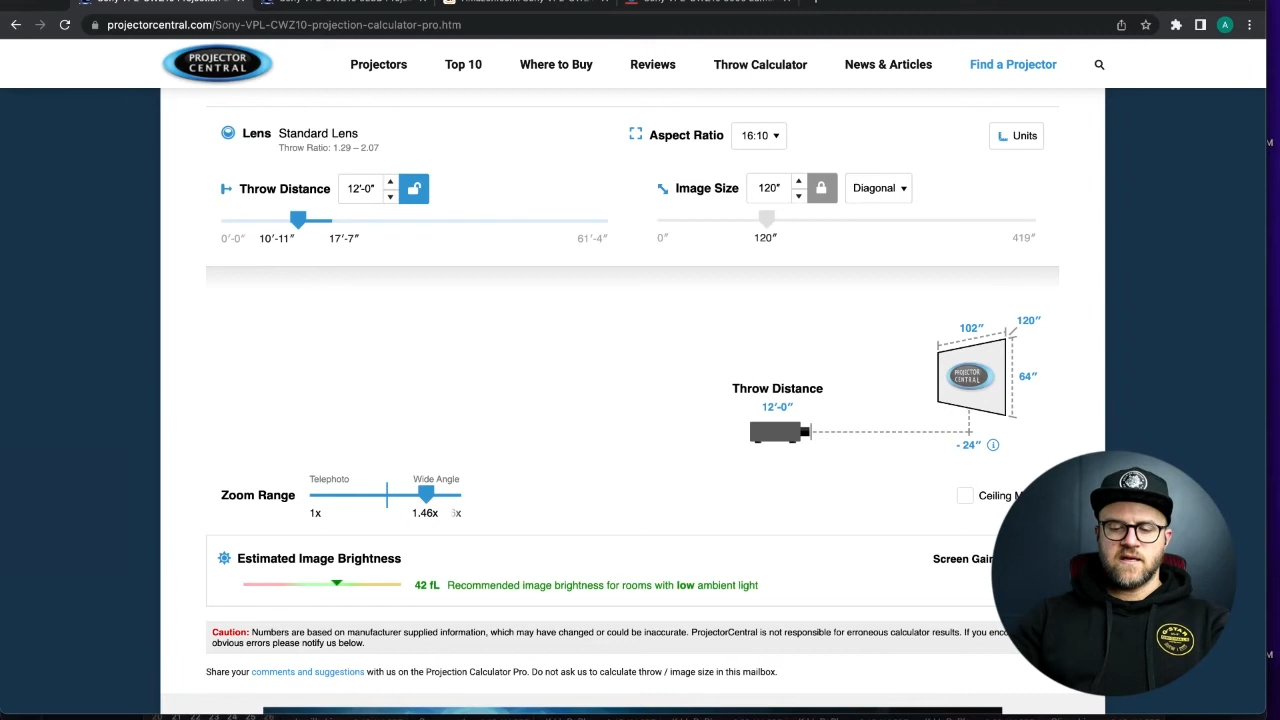 projectorcentral.com/Sony-VPL-CWZ10-projection-calculator-pro.htm
A
PROJECTOR CENTRAL
Projectors
Top 10
Where to Buy
Reviews
Throw Calculator
News & Articles
Find a Projector
Lens Standard Lens
Throw Ratio: 1.29 – 2.07
Aspect Ratio 16:10
Units
Throw Distance 12'-0"
Image Size 120" Diagonal
0'-0" 10'-11" 17'-7" 61'-4"
0" 120" 419"
120"
102"
PROJECTOR CENTRAL
64"
Throw Distance
12'-0"
- 24"
Telephoto Wide Angle
Zoom Range
Ceiling M
1x 1.46x
Estimated Image Brightness
Screen Gain
42 fL Recommended image brightness for rooms with low ambient light
Caution: Numbers are based on manufacturer supplied information, which may have changed or could be inaccurate. ProjectorCentral is not responsible for erroneous calculator results. If you enco
obvious errors please notify us below.
Share your comments and suggestions with us on the Projection Calculator Pro. Do not ask us to calculate throw / image size in this mailbox.